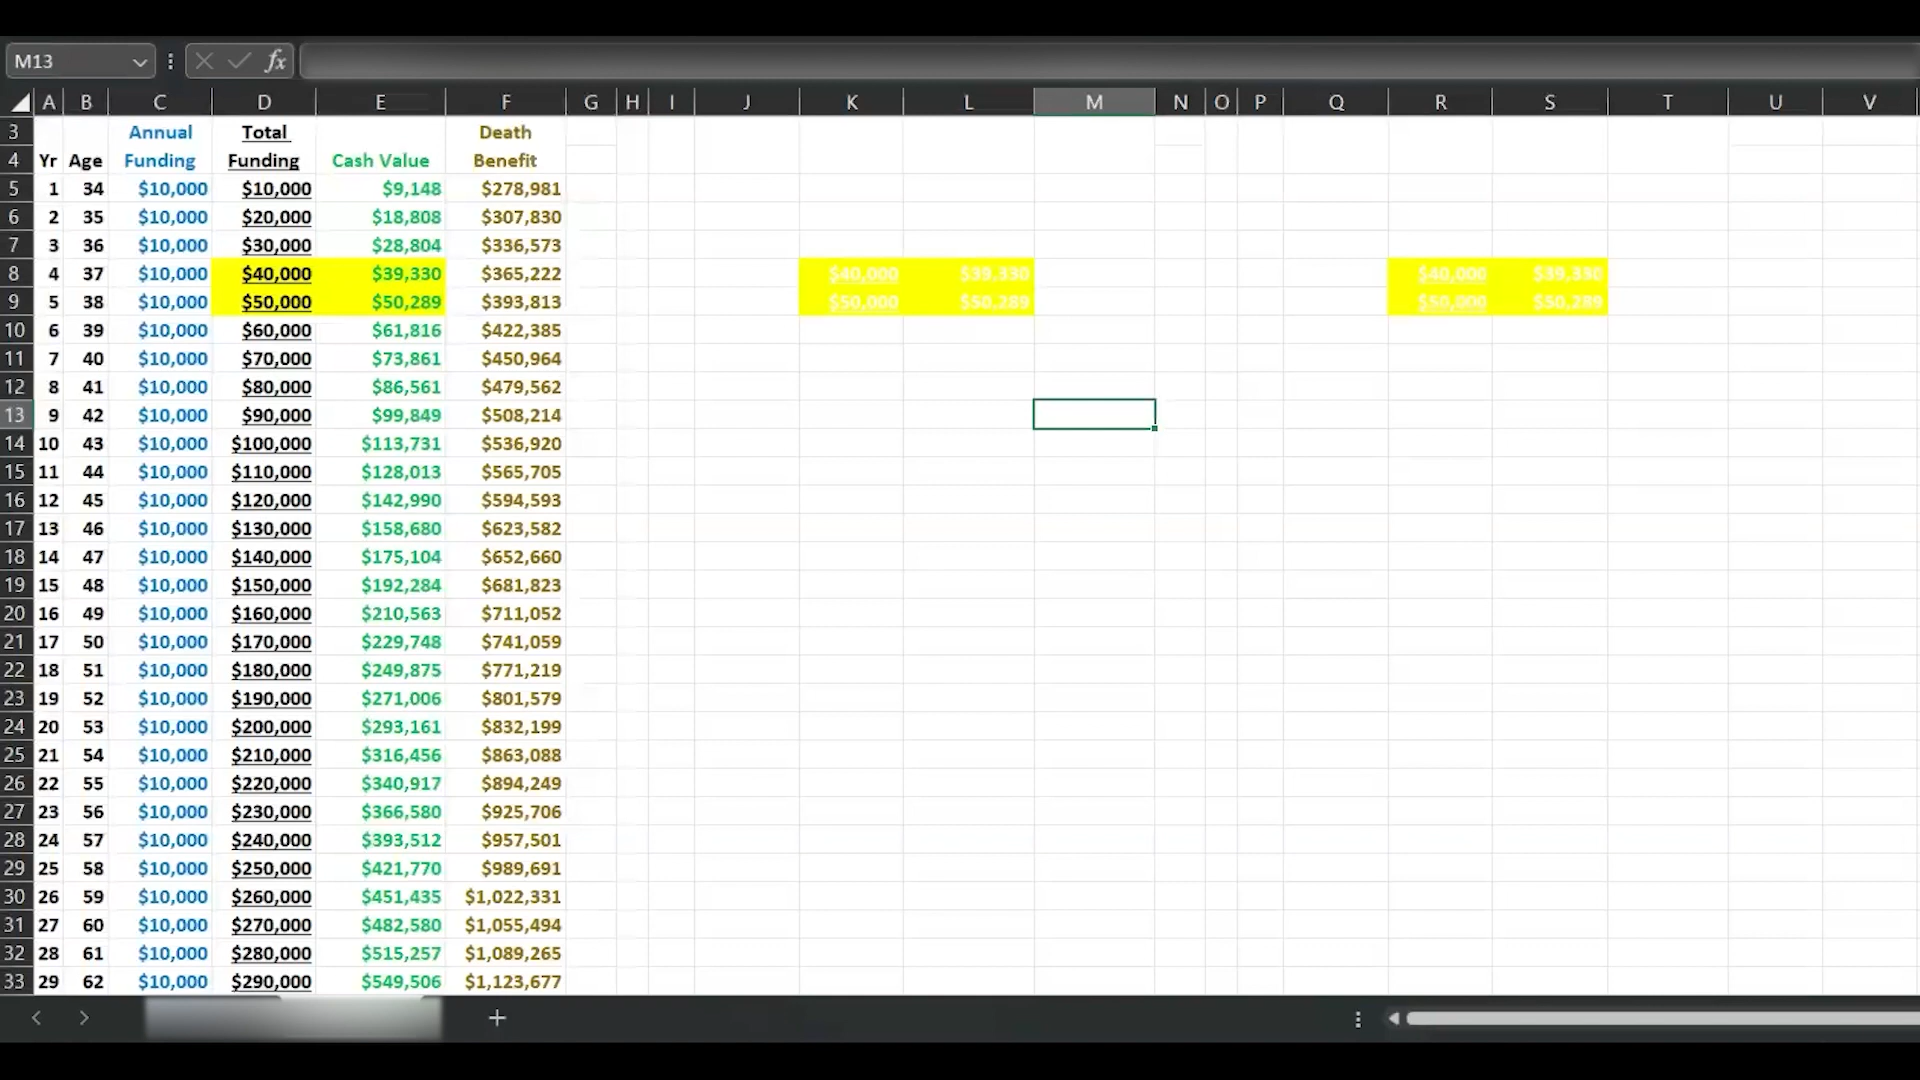 M13 fx
A B C D E F G H I J K L M N O P Q R S T U V
3 Annual Total Death
4 Yr Age Funding Funding Cash Value Benefit
5 1 34 $10,000 $10,000 $9,148 $278,981
6 2 35 $10,000 $20,000 $18,808 $307,830
7 3 36 $10,000 $30,000 $28,804 $336,573
8 4 37 $10,000 $40,000 $39,330 $365,222 $40,000 $39,330 $40,000 $39,330
9 5 38 $10,000 $50,000 $50,289 $393,813 $50,000 $50,289 $50,000 $50,289
10 6 39 $10,000 $60,000 $61,816 $422,385
11 7 40 $10,000 $70,000 $73,861 $450,964
12 8 41 $10,000 $80,000 $86,561 $479,562
13 9 42 $10,000 $90,000 $99,849 $508,214
14 10 43 $10,000 $100,000 $113,731 $536,920
15 11 44 $10,000 $110,000 $128,013 $565,705
16 12 45 $10,000 $120,000 $142,990 $594,593
17 13 46 $10,000 $130,000 $158,680 $623,582
18 14 47 $10,000 $140,000 $175,104 $652,660
19 15 48 $10,000 $150,000 $192,284 $681,823
20 16 49 $10,000 $160,000 $210,563 $711,052
21 17 50 $10,000 $170,000 $229,748 $741,059
22 18 51 $10,000 $180,000 $249,875 $771,219
23 19 52 $10,000 $190,000 $271,006 $801,579
24 20 53 $10,000 $200,000 $293,161 $832,199
25 21 54 $10,000 $210,000 $316,456 $863,088
26 22 55 $10,000 $220,000 $340,917 $894,249
27 23 56 $10,000 $230,000 $366,580 $925,706
28 24 57 $10,000 $240,000 $393,512 $957,501
29 25 58 $10,000 $250,000 $421,770 $989,691
30 26 59 $10,000 $260,000 $451,435 $1,022,331
31 27 60 $10,000 $270,000 $482,580 $1,055,494
32 28 61 $10,000 $280,000 $515,257 $1,089,265
33 29 62 $10,000 $290,000 $549,506 $1,123,677